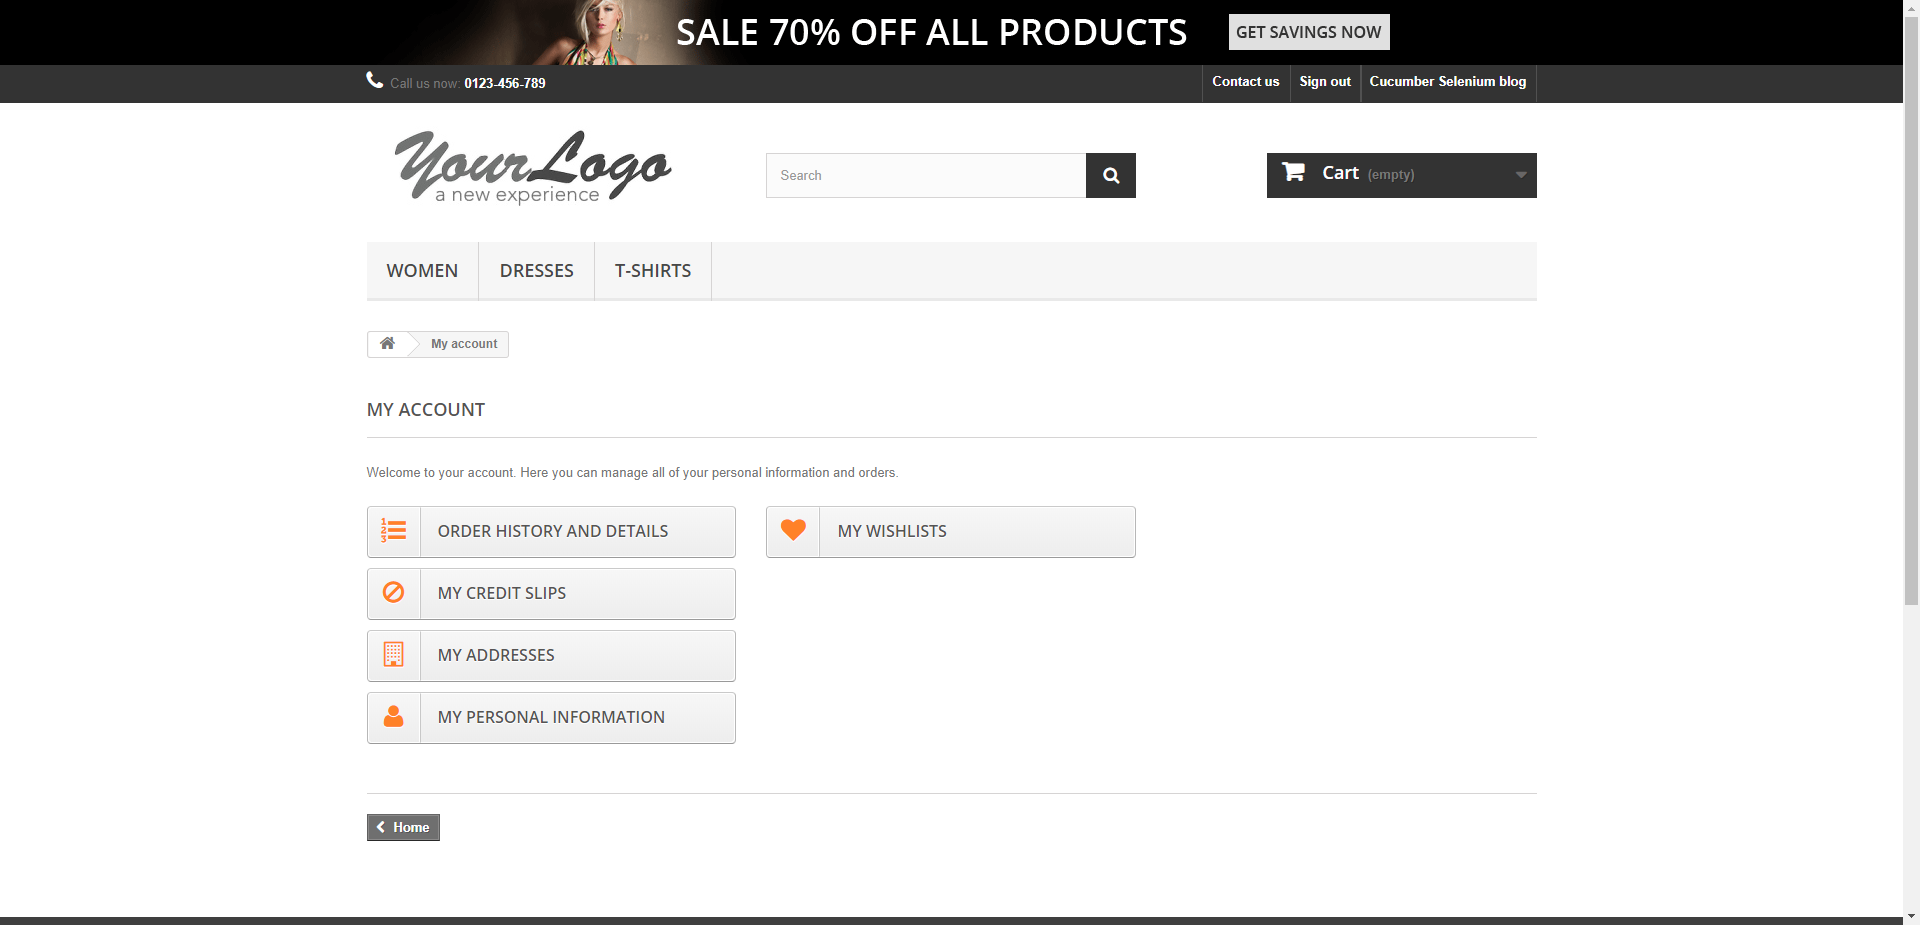 SALE 70% OFF ALL PRODUCTS GET SAVINGS NOW
Call us now: 0123-456-789 Contact us Sign out Cucumber Selenium blog
Your Logo
a new experience
Search
Cart (empty)
WOMEN DRESSES T-SHIRTS
My account
MY ACCOUNT
Welcome to your account. Here you can manage all of your personal information and orders.
ORDER HISTORY AND DETAILS MY WISHLISTS
MY CREDIT SLIPS
MY ADDRESSES
MY PERSONAL INFORMATION
Home